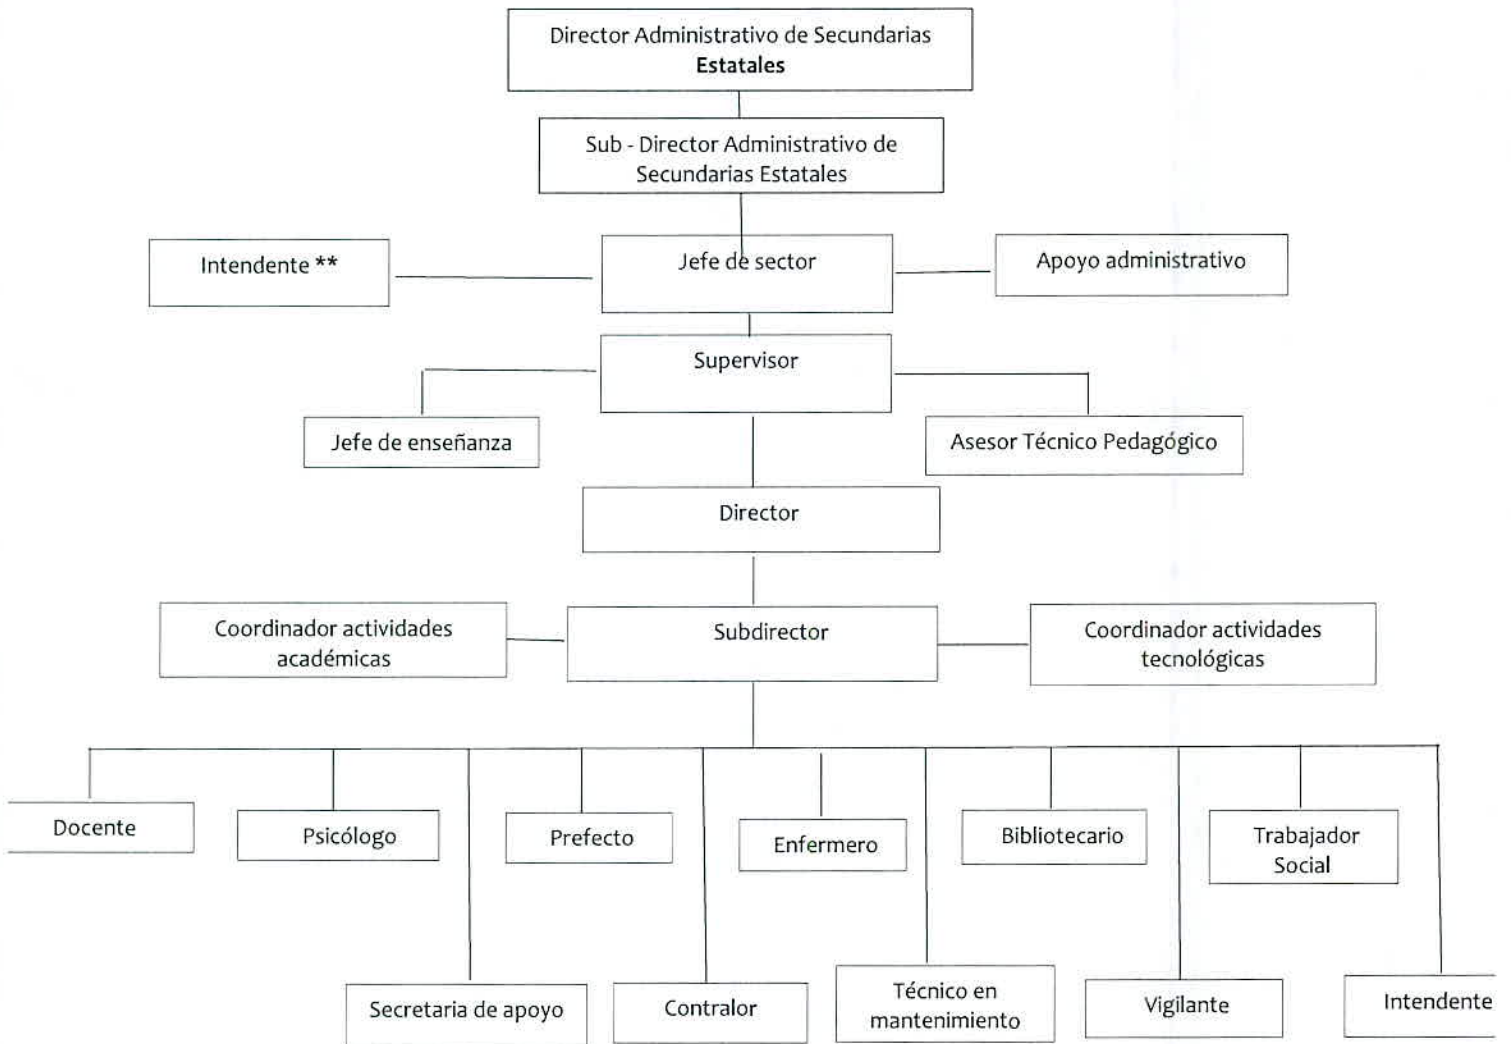 Director Administrativo de Secundarias
Estatales
Sub - Director Administrativo de
Secundarias Estatales
Intendente **
Jefe de sector
Apoyo administrativo
Supervisor
Jefe de enseñanza
Asesor Técnico Pedagógico
Director
Coordinador actividades
académicas
Subdirector
Coordinador actividades
tecnológicas
Docente
Psicólogo
Prefecto
Enfermero
Bibliotecario
Trabajador
Social
Secretaria de apoyo
Contralor
Técnico en
mantenimiento
Vigilante
Intendente